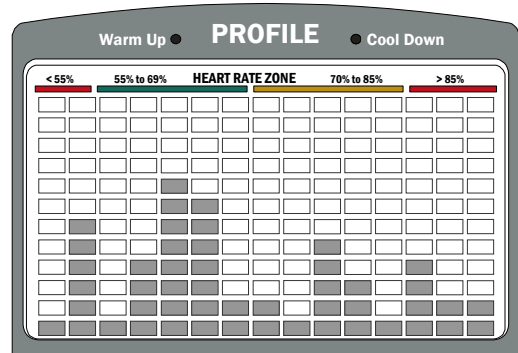 Warm Up PROFILE Cool Down
< 55% 55% to 69% HEART RATE ZONE 70% to 85% > 85%